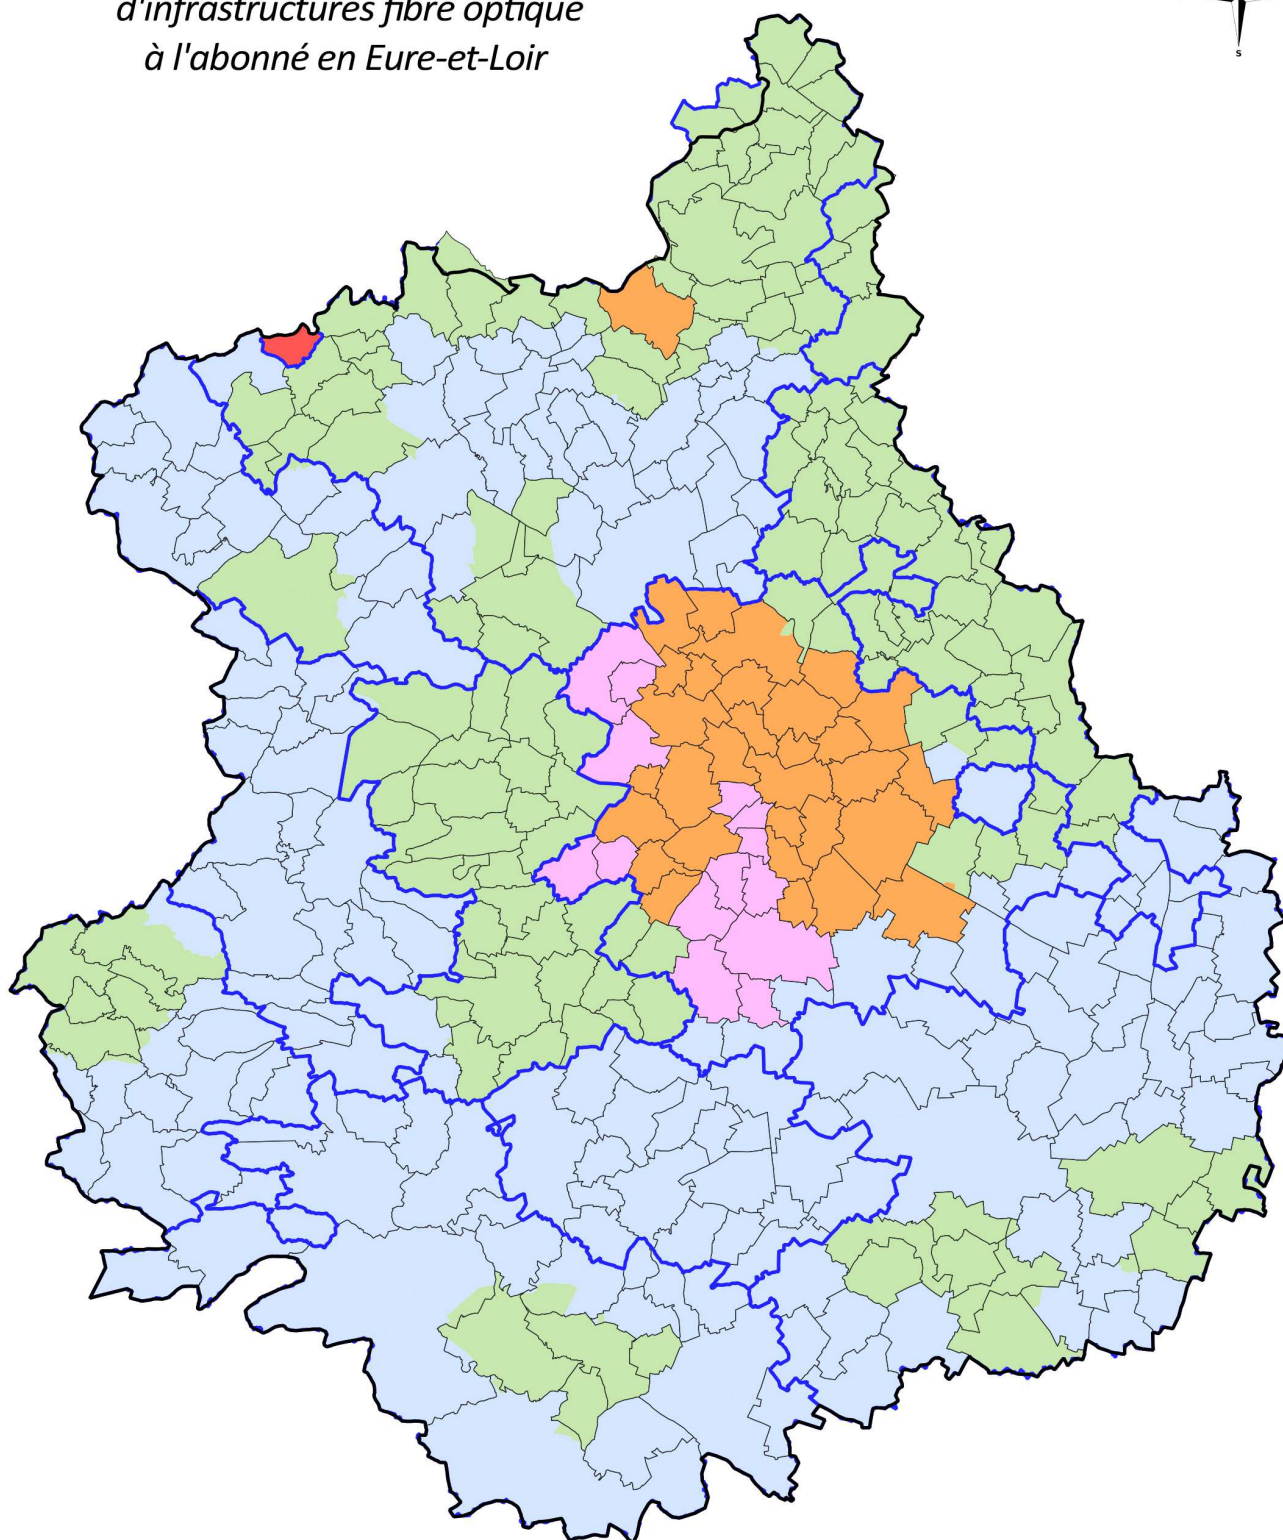 d'infrastructures fibre optique
à l'abonné en Eure-et-Loir
S